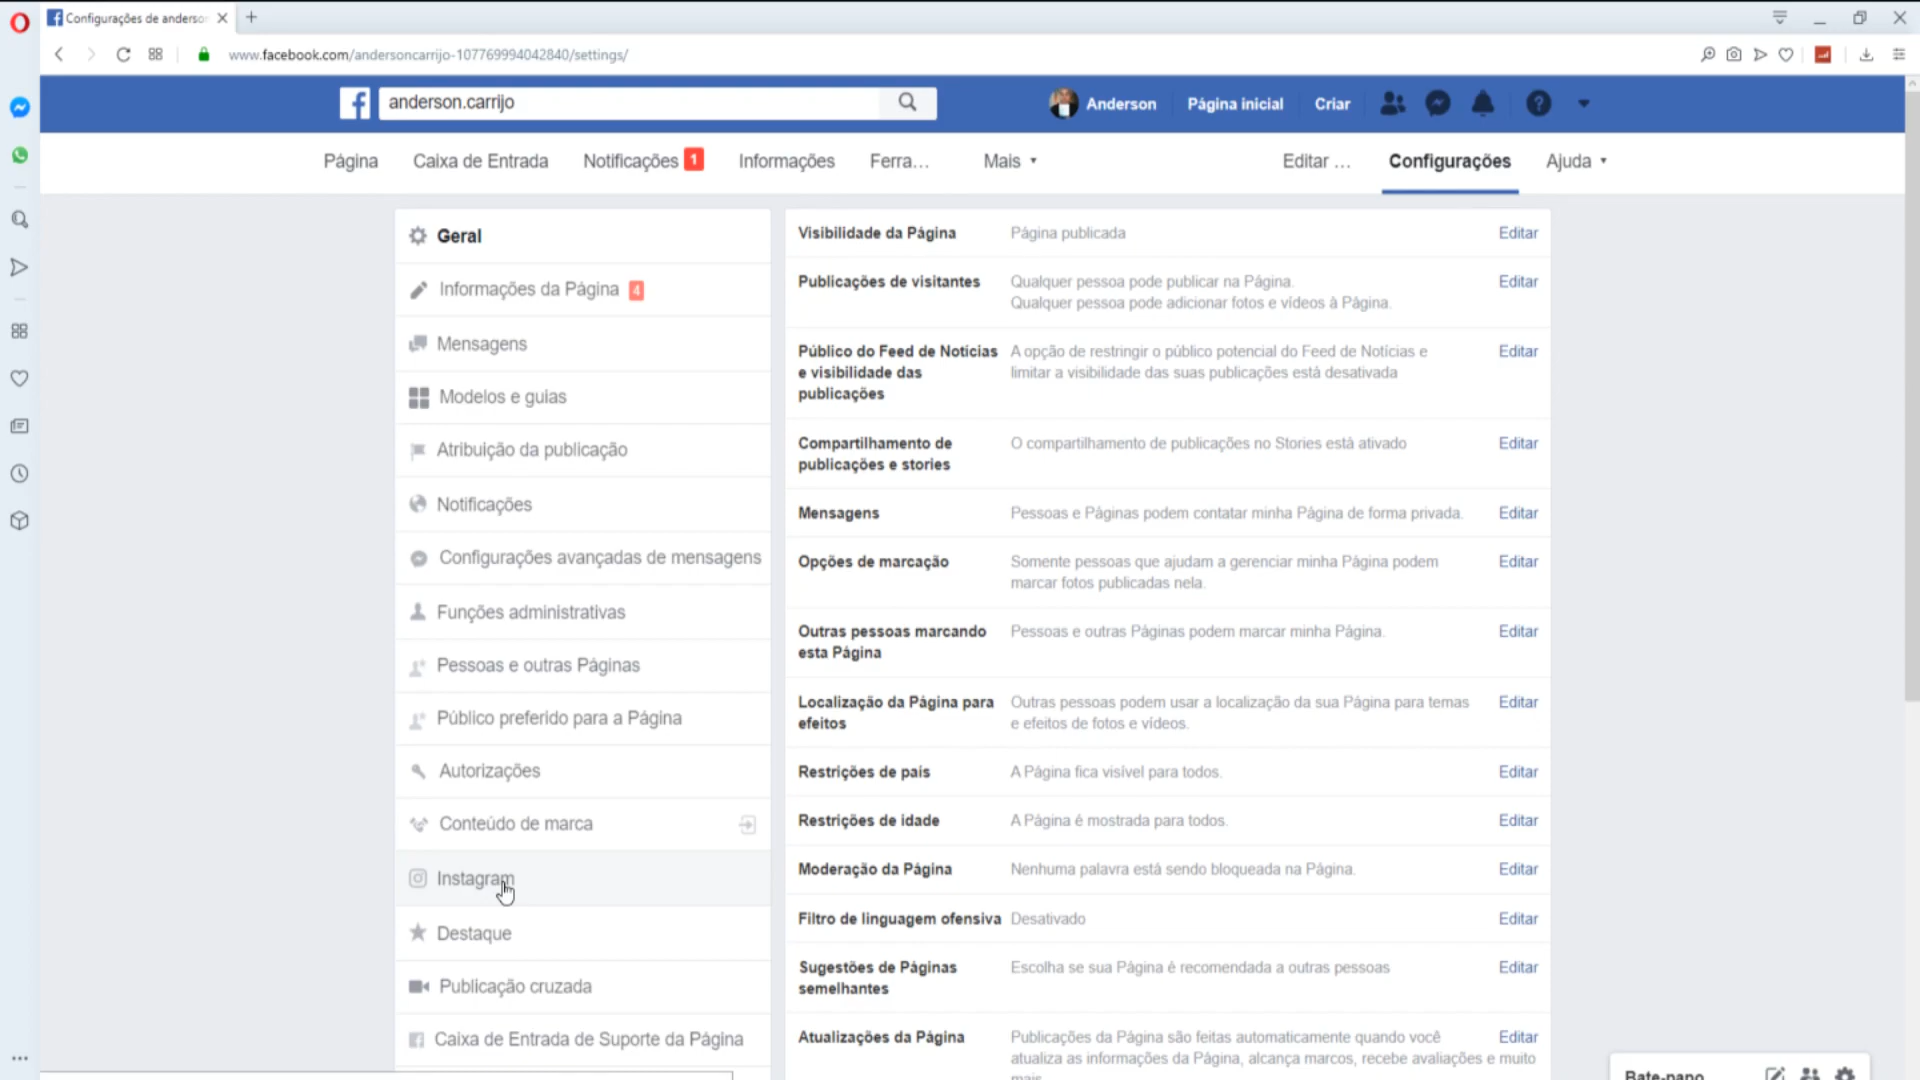 Configurações de anderso
www.facebook.com/andersoncarrijo-107769994042840/settings/
anderson.carrijo
Anderson
Página inicial
Criar
Página
Caixa de Entrada
Notificações 1
Informações
Ferra...
Mais
Editar ...
Configurações
Ajuda
Geral
Informações da Página 4
Mensagens
Modelos e guias
Atribuição da publicação
Notificações
Configurações avançadas de mensagens
Funções administrativas
Pessoas e outras Páginas
Público preferido para a Página
Autorizações
Conteúdo de marca
Instagram
Destaque
Publicação cruzada
Caixa de Entrada de Suporte da Página
Visibilidade da Página
Página publicada
Editar
Publicações de visitantes
Qualquer pessoa pode publicar na Página.
Qualquer pessoa pode adicionar fotos e vídeos à Página.
Editar
Público do Feed de Notícias
e visibilidade das
publicações
A opção de restringir o público potencial do Feed de Notícias e
limitar a visibilidade das suas publicações está desativada
Editar
Compartilhamento de
publicações e stories
O compartilhamento de publicações no Stories está ativado
Editar
Mensagens
Pessoas e Páginas podem contatar minha Página de forma privada.
Editar
Opções de marcação
Somente pessoas que ajudam a gerenciar minha Página podem
marcar fotos publicadas nela.
Editar
Outras pessoas marcando
esta Página
Pessoas e outras Páginas podem marcar minha Página.
Editar
Localização da Página para
efeitos
Outras pessoas podem usar a localização da sua Página para temas
e efeitos de fotos e vídeos.
Editar
Restrições de país
A Página fica visível para todos.
Editar
Restrições de idade
A Página é mostrada para todos.
Editar
Moderação da Página
Nenhuma palavra está sendo bloqueada na Página.
Editar
Filtro de linguagem ofensiva
Desativado
Editar
Sugestões de Páginas
semelhantes
Escolha se sua Página é recomendada a outras pessoas
Editar
Atualizações da Página
Publicações da Página são feitas automaticamente quando você
atualiza as informações da Página, alcança marcos, recebe avaliações e muito
mais
Editar
Bate-papo